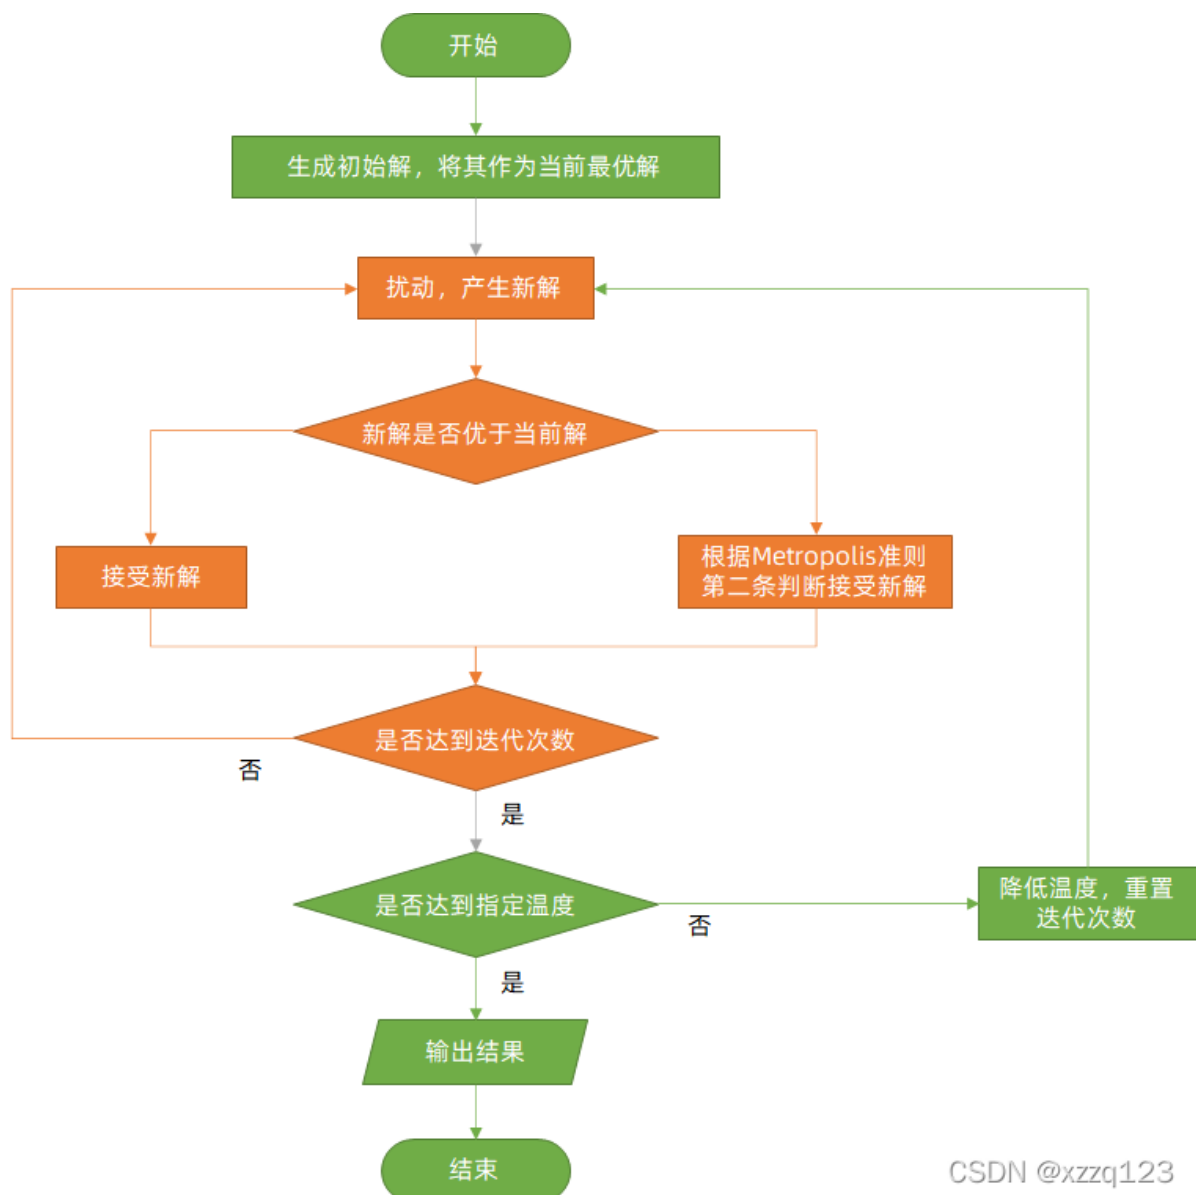 开始
生成初始解，将其作为当前最优解
扰动，产生新解
新解是否优于当前解
接受新解
根据Metropolis准则
第二条判断接受新解
是否达到迭代次数
否
是
是否达到指定温度
否
降低温度，重置
迭代次数
是
输出结果
结束
CSDN @xzzq123